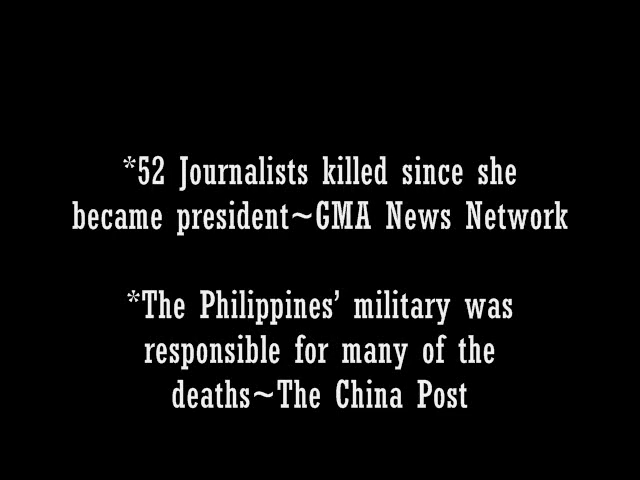 *52 Journalists killed since she
became president~GMA News Network
*The Philippines' military was
responsible for many of the
deaths~The China Post